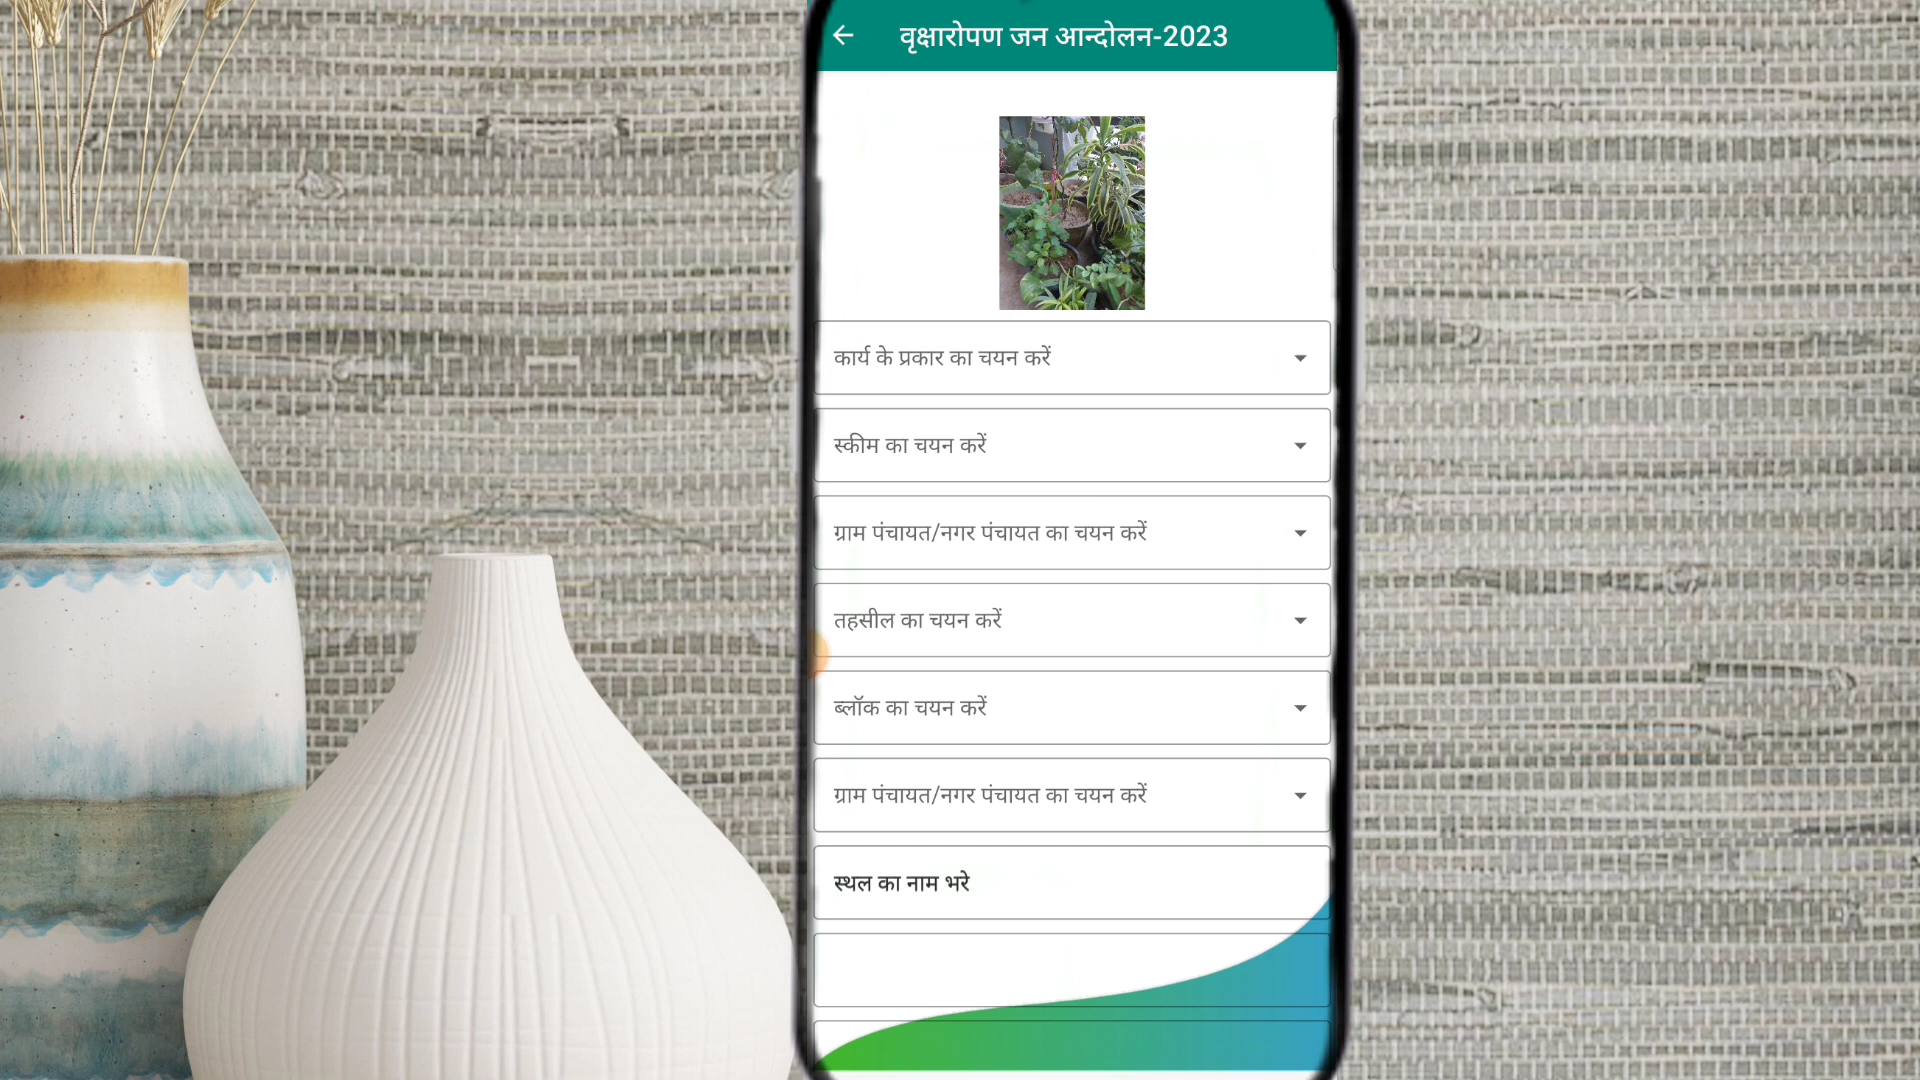 वृक्षारोपण जन आन्दोलन-2023
कार्य के प्रकार का चयन करें
स्कीम का चयन करें
ग्राम पंचायत/नगर पंचायत का चयन करें
तहसील का चयन करें
ब्लॉक का चयन करें
ग्राम पंचायत/नगर पंचायत का चयन करें
स्थल का नाम भरे